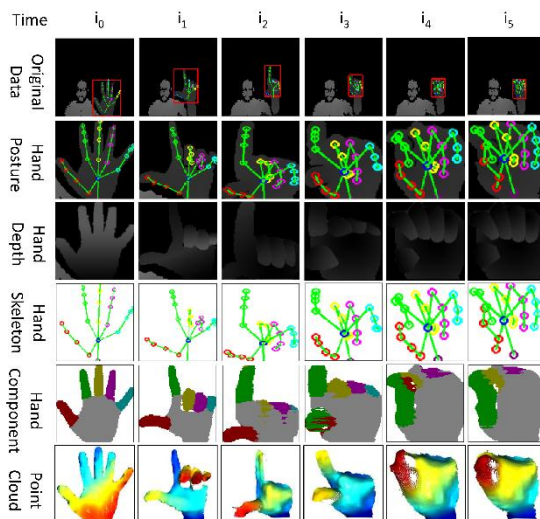 Time i₀ i₁ i₂ i₃ i₄ i₅
Original
Data
Hand
Posture
Hand
Depth
Hand
Skeleton
Hand
Component
Point
Cloud